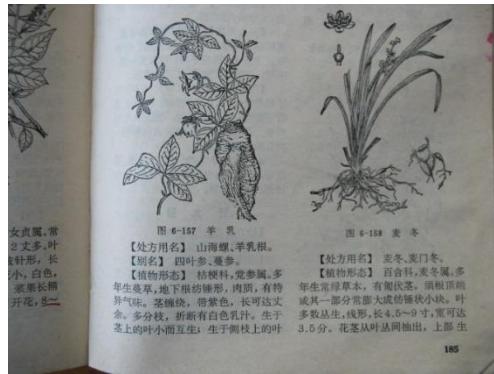 女贞属，常
2丈多。叶
披针形，长
小，白色，
浆果长椭
开花，8～
图 6-157 羊 乳
【处方用名】 山海螺、羊乳根。
【别名】 四叶参、蔓参。
【植物形态】 桔梗科，党参属。多
年生蔓草，地下根纺锤形，肉质，有特
异气味。茎缠绕，带紫色，长可达丈
余。多分枝，折断有白色乳汁。生于
茎上的叶小而互生；生于侧枝上的叶
图 6-158 麦 冬
【处方用名】 麦冬、麦门冬。
【植物形态】 百合科，麦冬属。多
年生常绿草本，有匍伏茎。须根顶端
或其一部分常膨大成纺锤状小块。叶
多数丛生，线形，长4.5～9寸，宽可达
3.5分。花茎从叶丛间抽出，上部生
185